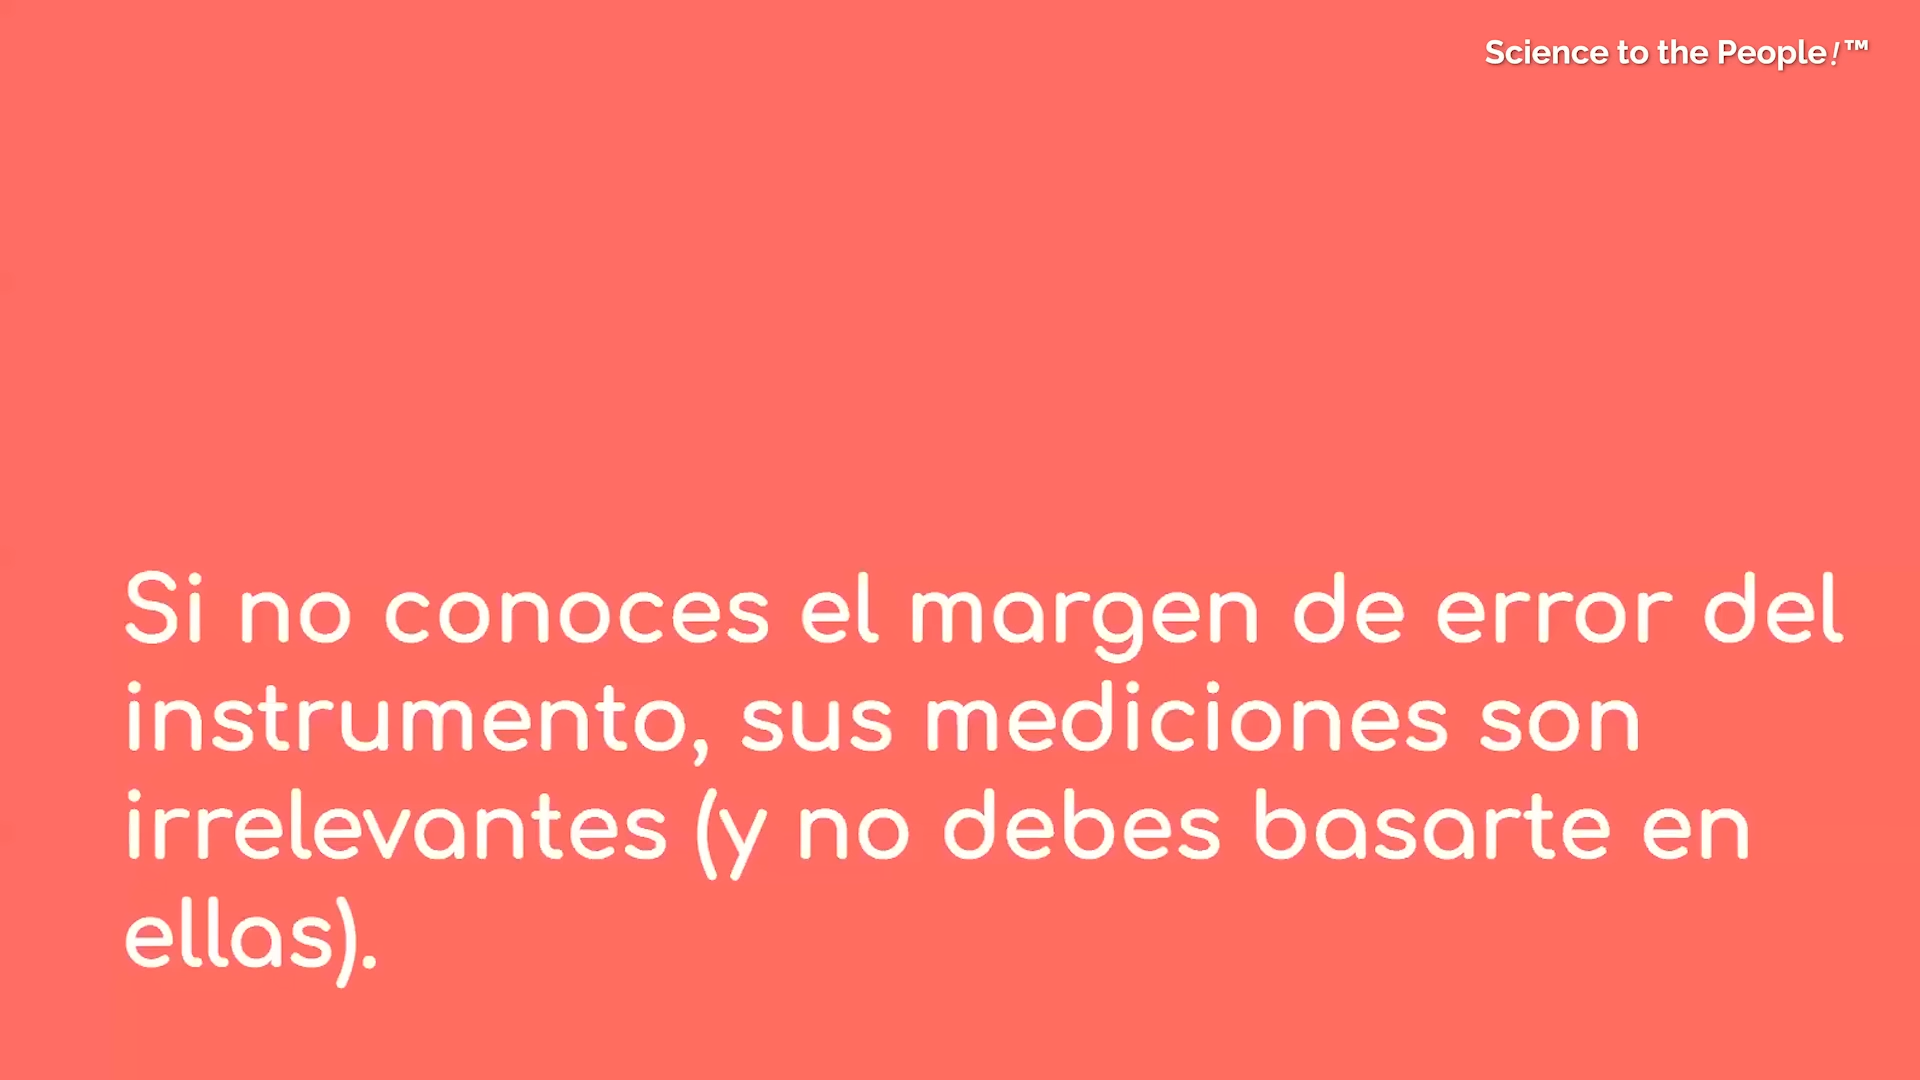 Science to the People!™
Si no conoces el margen de error del
instrumento, sus mediciones son
irrelevantes (y no debes basarte en
ellas).